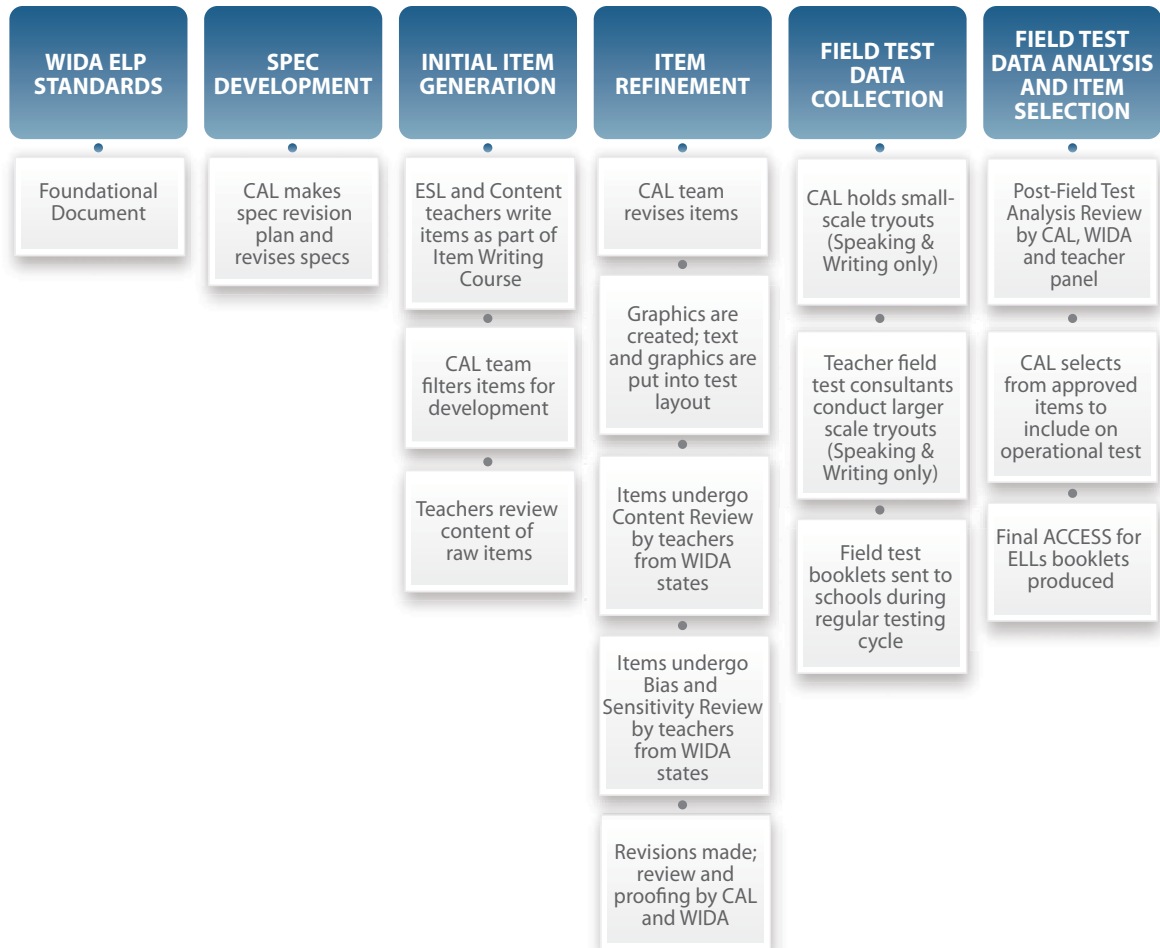 WIDA ELP
STANDARDS
Foundational
Document
SPEC
DEVELOPMENT
CAL makes
spec revision
plan and
revises specs
INITIAL ITEM
GENERATION
ESL and Content
teachers write
items as part of
Item Writing
Course
CAL team
filters items for
development
Teachers review
content of
raw items
ITEM
REFINEMENT
CAL team
revises items
Graphics are
created; text
and graphics are
put into test
layout
Items undergo
Content Review
by teachers
from WIDA
states
Items undergo
Bias and
Sensitivity Review
by teachers
from WIDA
states
Revisions made;
review and
proofing by CAL
and WIDA
FIELD TEST
DATA
COLLECTION
CAL holds small-
scale tryouts
(Speaking &
Writing only)
Teacher field
test consultants
conduct larger
scale tryouts
(Speaking &
Writing only)
Field test
booklets sent to
schools during
regular testing
cycle
FIELD TEST
DATA ANALYSIS
AND ITEM
SELECTION
Post-Field Test
Analysis Review
by CAL, WIDA
and teacher
panel
CAL selects
from approved
items to
include on
operational test
Final ACCESS for
ELLs booklets
produced